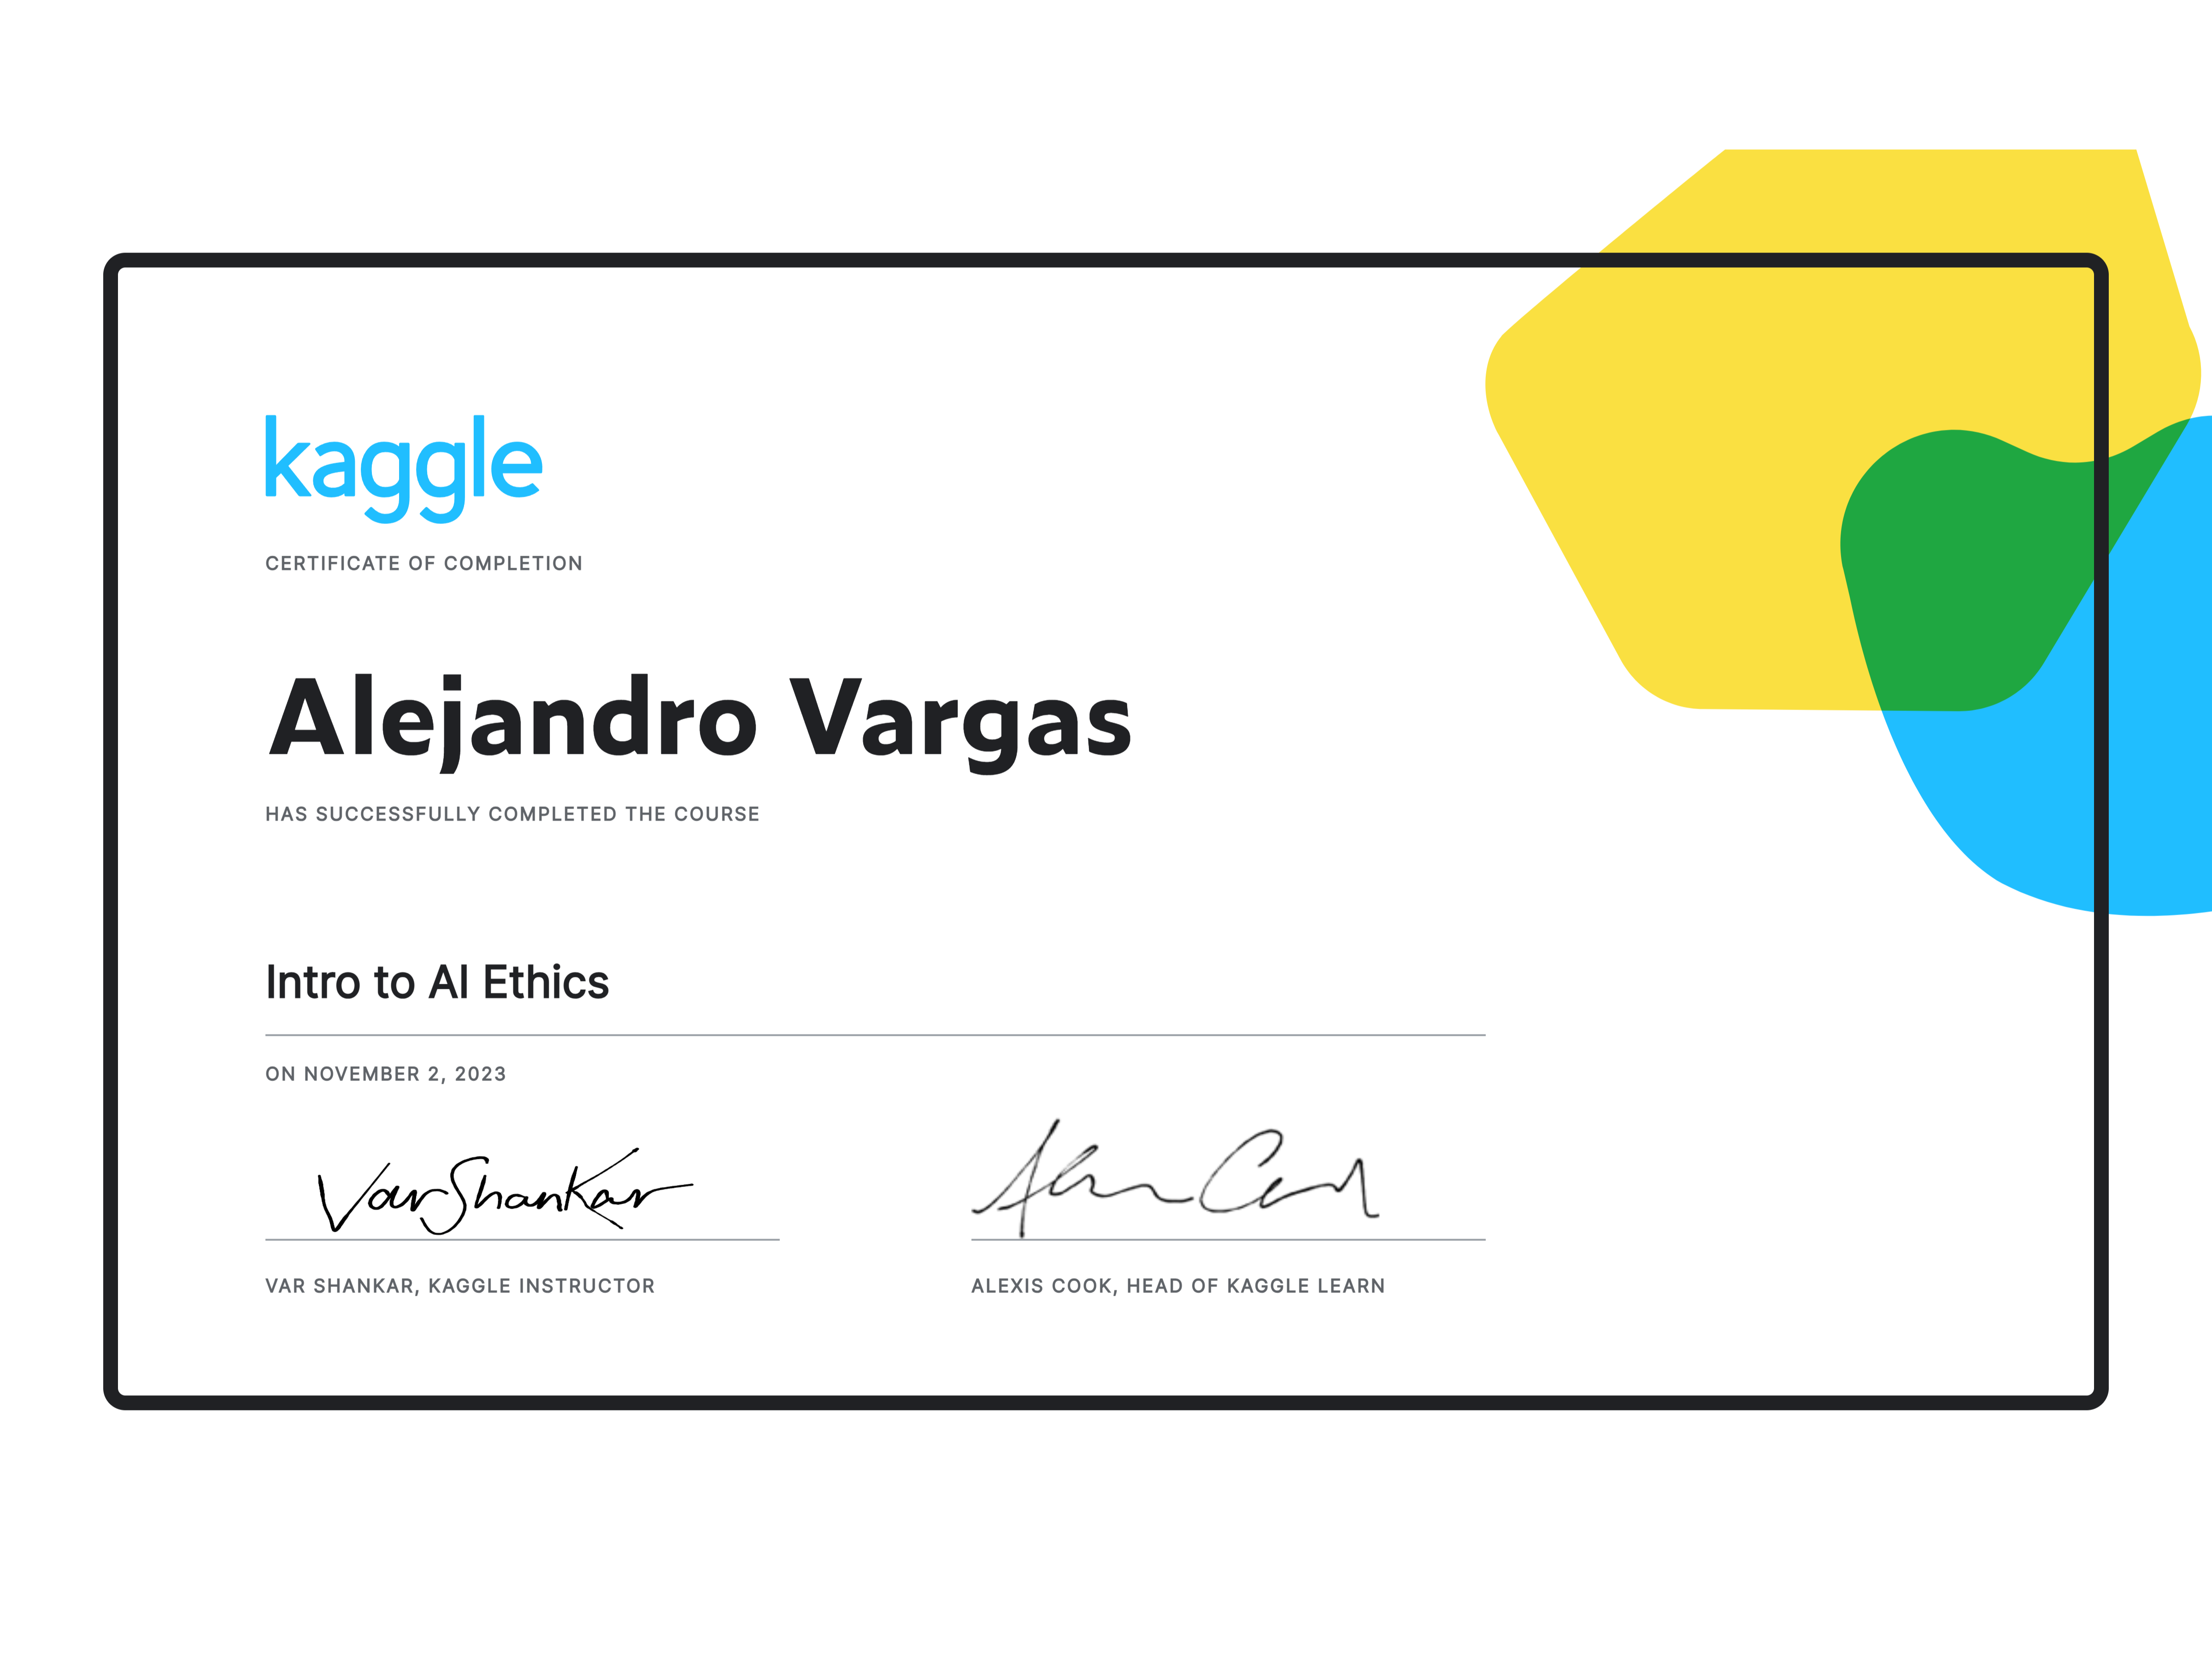 kaggle
CERTIFICATE OF COMPLETION
Alejandro Vargas
HAS SUCCESSFULLY COMPLETED THE COURSE
Intro to AI Ethics
ON NOVEMBER 2, 2023
Var Shankar
VAR SHANKAR, KAGGLE INSTRUCTOR
ALEXIS COOK, HEAD OF KAGGLE LEARN